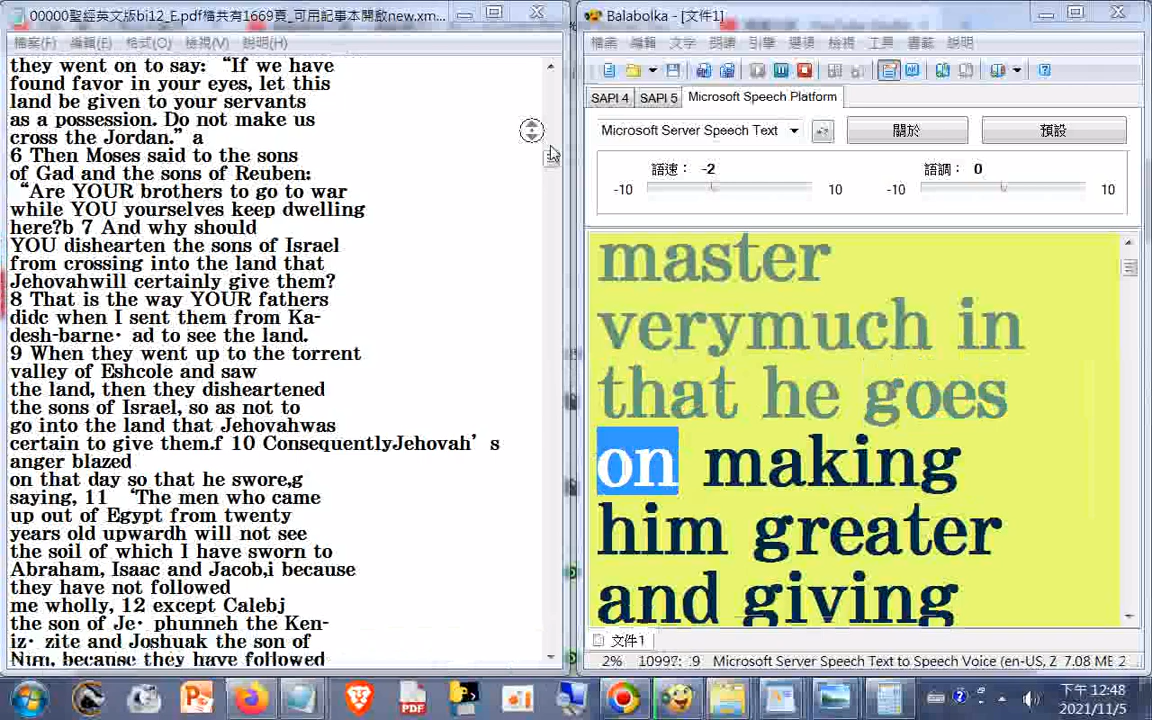 00000聖經英文版bi12_E.pdf檔共有1669頁_可用記事本開啟new.xm...
檔案(F) 編輯(E) 格式(O) 檢視(V) 說明(H)
they went on to say: “If we have
found favor in your eyes, let this
land be given to your servants
as a possession. Do not make us
cross the Jordan.” a
6 Then Moses said to the sons
of Gad and the sons of Reuben:
“Are YOUR brothers to go to war
while YOU yourselves keep dwelling
here?b 7 And why should
YOU dishearten the sons of Israel
from crossing into the land that
Jehovahwill certainly give them?
8 That is the way YOUR fathers
didc when I sent them from Ka-
desh-barne· ad to see the land.
9 When they went up to the torrent
valley of Eshcole and saw
the land, then they disheartened
the sons of Israel, so as not to
go into the land that Jehovahwas
certain to give them.f 10 ConsequentlyJehovah’s
anger blazed
on that day so that he swore,g
saying, 11 ‘The men who came
up out of Egypt from twenty
years old upwardh will not see
the soil of which I have sworn to
Abraham, Isaac and Jacob,i because
they have not followed
me wholly, 12 except Calebj
the son of Je· phunneh the Ken-
iz· zite and Joshuak the son of
Nun, because they have followed
Balabolka - [文件1]
檔案 編輯 文字 朗讀 引擎 選項 檢視 工具 書籤 說明
SAPI 4 SAPI 5 Microsoft Speech Platform
Microsoft Server Speech Text 關於 預設
語速: -2 語調: 0
-10 10 -10 10
master
verymuch in
that he goes
on making
him greater
and giving
文件1
2% 10997: :9 Microsoft Server Speech Text to Speech Voice (en-US, Z 7.08 MB 2
下午 12:48
2021/11/5